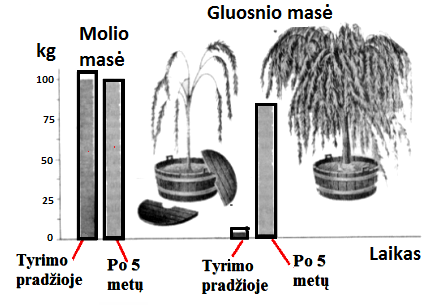 Gluosnio masė
Molio
masė
kg
100
75
50
25
0
Laikas
Tyrimo
pradžioje
Po 5
metų
Tyrimo
pradžioje
Po 5
metų